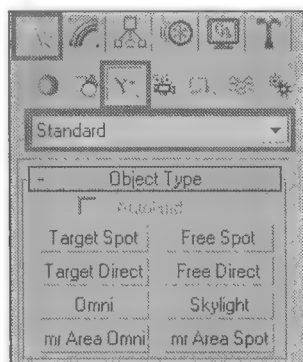 Standard
- Object Type
AutoGrid
Target Spot Free Spot
Target Direct Free Direct
Omni Skylight
mr Area Omni mr Area Spot